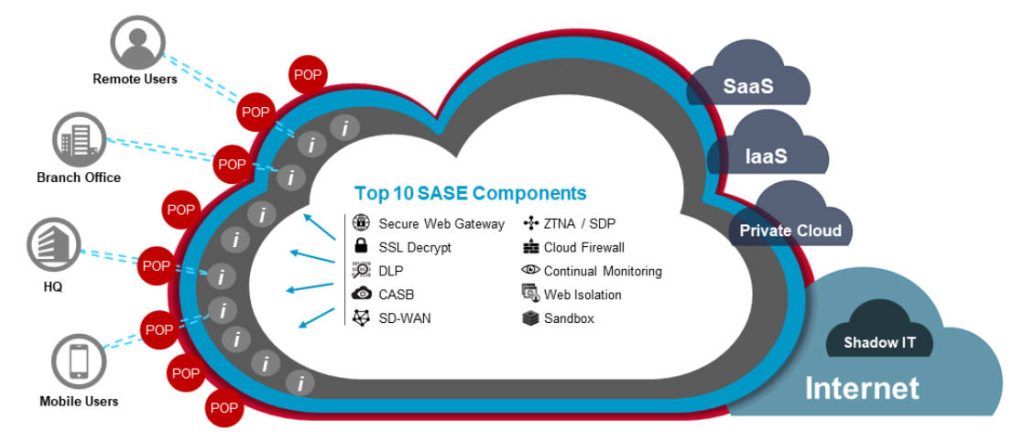 Remote Users
Branch Office
HQ
Mobile Users
POP
POP
POP
POP
POP
POP
POP
POP
i
i
i
i
i
i
i
i
i
i
Top 10 SASE Components
Secure Web Gateway
SSL Decrypt
DLP
CASB
SD-WAN
ZTNA / SDP
Cloud Firewall
Continual Monitoring
Web Isolation
Sandbox
SaaS
IaaS
Private Cloud
Shadow IT
Internet